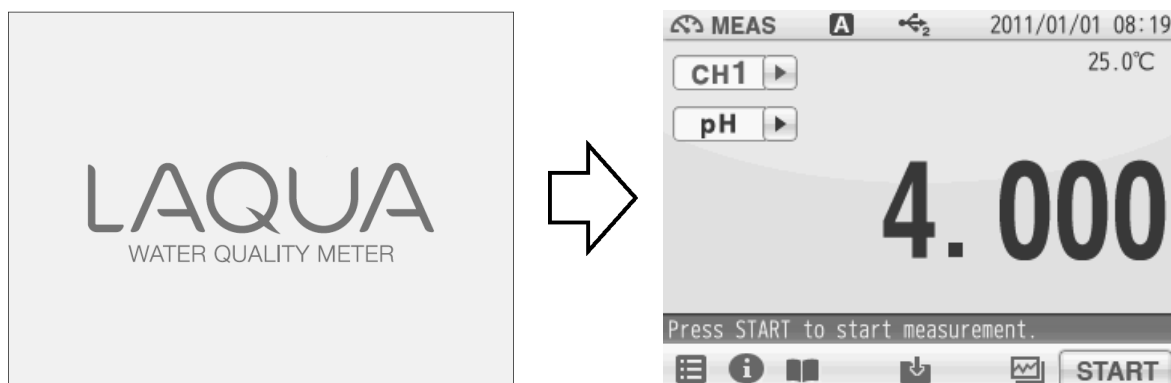 LAQUA
WATER QUALITY METER
MEAS A 2 2011/01/01 08:19
25.0℃
CH1
pH
4.000
Press START to start measurement.
START